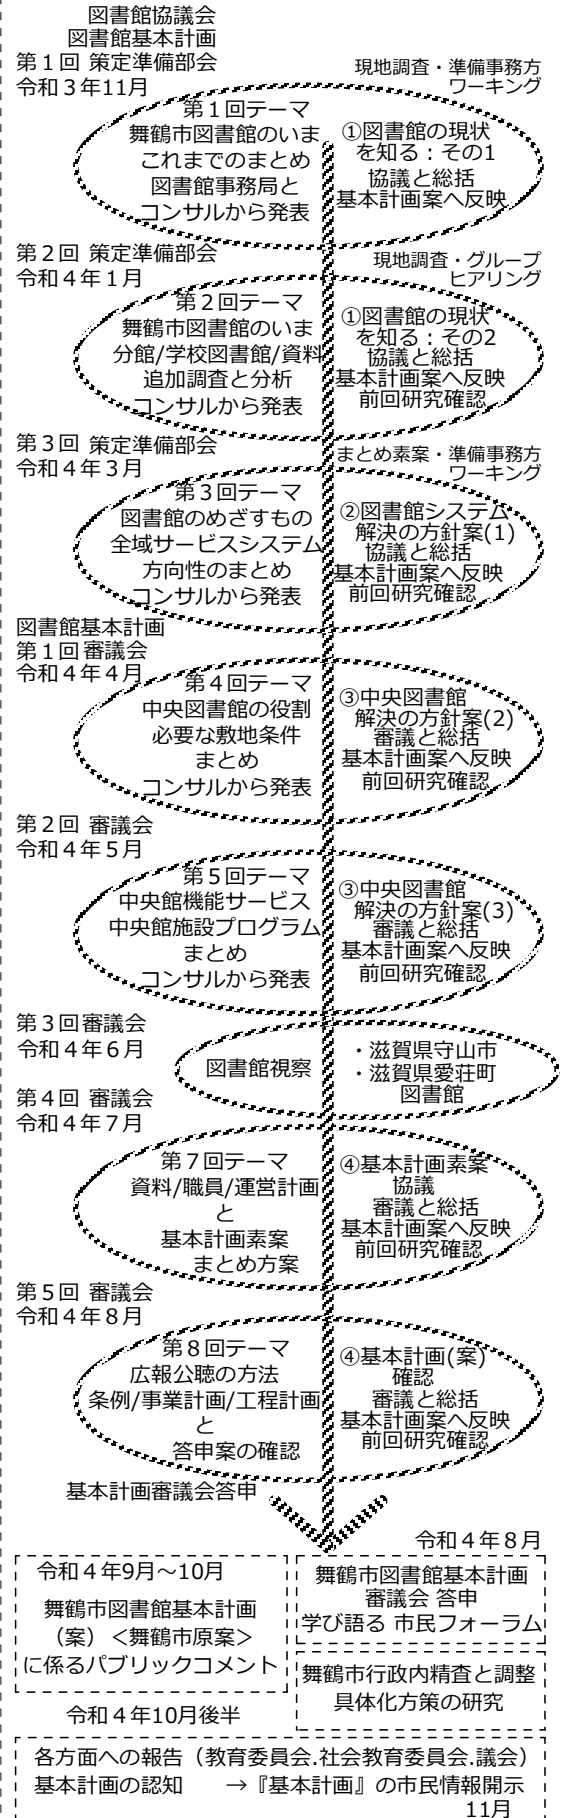 図書館協議会
図書館基本計画
第1回 策定準備部会
令和3年11月
現地調査・準備事務方
ワーキング
第1回テーマ
舞鶴市図書館のいま
これまでのまとめ
図書館事務局と
コンサルから発表
①図書館の現状
を知る：その1
協議と総括
基本計画案へ反映
第2回 策定準備部会
令和4年1月
現地調査・グループ
ヒアリング
第2回テーマ
舞鶴市図書館のいま
分館/学校図書館/資料
追加調査と分析
コンサルから発表
①図書館の現状
を知る：その2
協議と総括
基本計画案へ反映
前回研究確認
第3回 策定準備部会
令和4年3月
まとめ素案・準備事務方
ワーキング
第3回テーマ
図書館のめざすもの
全域サービスシステム
方向性のまとめ
コンサルから発表
②図書館システム
解決の方針案(1)
協議と総括
基本計画案へ反映
前回研究確認
図書館基本計画
第1回審議会
令和4年4月
第4回テーマ
中央図書館の役割
必要な敷地条件
まとめ
コンサルから発表
③中央図書館
解決の方針案(2)
審議と総括
基本計画案へ反映
前回研究確認
第2回 審議会
令和4年5月
第5回テーマ
中央館機能サービス
中央館施設プログラム
まとめ
コンサルから発表
③中央図書館
解決の方針案(3)
審議と総括
基本計画案へ反映
前回研究確認
第3回審議会
令和4年6月
図書館視察
・滋賀県守山市
・滋賀県愛荘町
図書館
第4回 審議会
令和4年7月
第7回テーマ
資料/職員/運営計画
と
基本計画素案
まとめ方案
④基本計画素案
協議
審議と総括
基本計画案へ反映
前回研究確認
第5回 審議会
令和4年8月
第8回テーマ
広報公聴の方法
条例/事業計画/工程計画
と
答申案の確認
④基本計画(案)
確認
審議と総括
基本計画案へ反映
前回研究確認
基本計画審議会答申
令和4年8月
令和4年9月～10月
舞鶴市図書館基本計画
（案）＜舞鶴市原案＞
に係るパブリックコメント
舞鶴市図書館基本計画
審議会 答申
学び語る 市民フォーラム
舞鶴市行政内精査と調整
具体化方策の研究
令和4年10月後半
各方面への報告（教育委員会.社会教育委員会.議会）
基本計画の認知　→『基本計画』の市民情報開示
11月